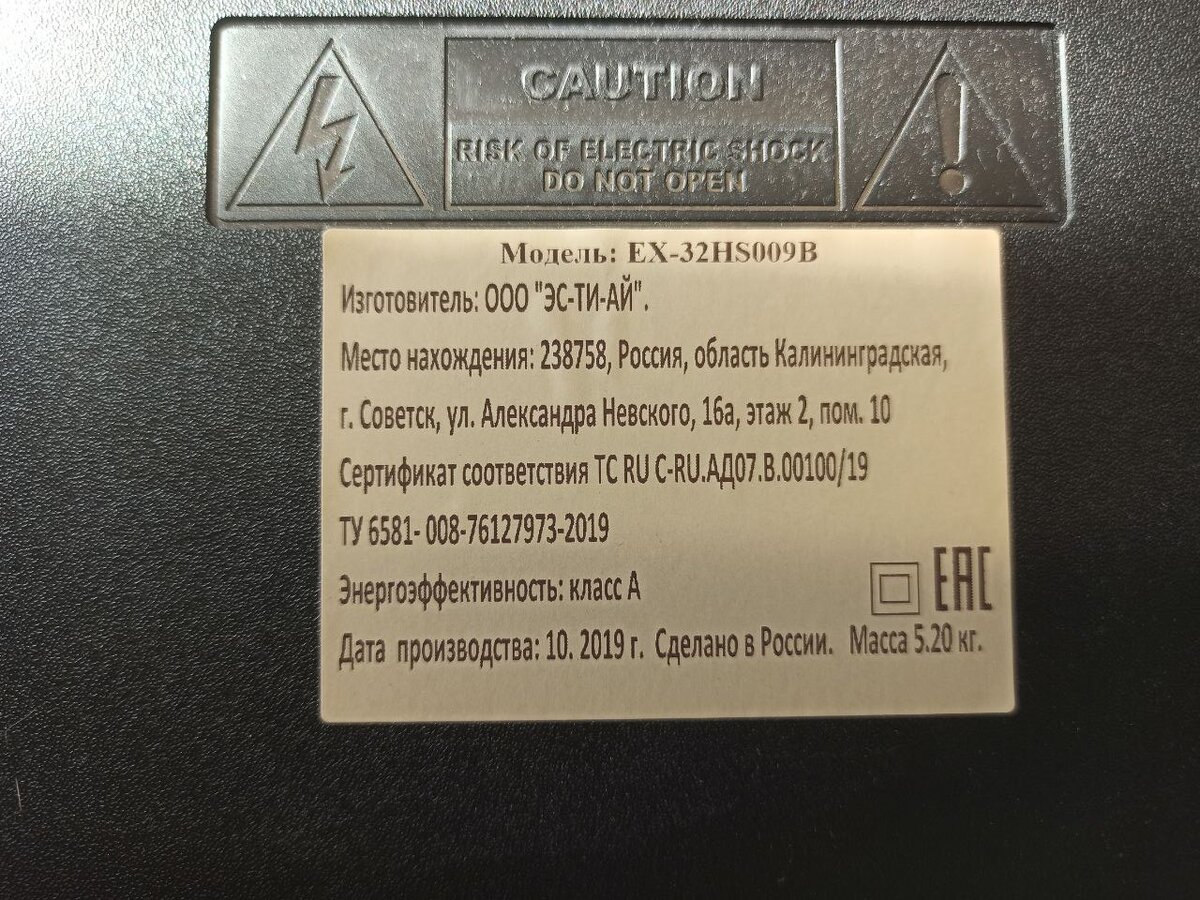 CAUTION
RISK OF ELECTRIC SHOCK
DO NOT OPEN
Модель: EX-32HS009B
Изготовитель: ООО "ЭС-ТИ-АЙ".
Место нахождения: 238758, Россия, область Калининградская,
г. Советск, ул. Александра Невского, 16а, этаж 2, пом. 10
Сертификат соответствия ТС RU C-RU.АД07.В.00100/19
ТУ 6581- 008-76127973-2019
Энергоэффективность: класс А
EAC
Дата производства: 10. 2019 г. Сделано в России. Масса 5.20 кг.